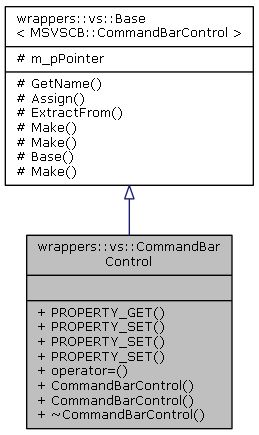 wrappers::vs::Base
< MSVSCB::CommandBarControl >
# m_pPointer
# GetName()
# Assign()
# ExtractFrom()
# Make()
# Make()
# Base()
# Make()
wrappers::vs::CommandBar
Control
+ PROPERTY_GET()
+ PROPERTY_SET()
+ PROPERTY_SET()
+ PROPERTY_SET()
+ operator=()
+ CommandBarControl()
+ CommandBarControl()
+ ~CommandBarControl()